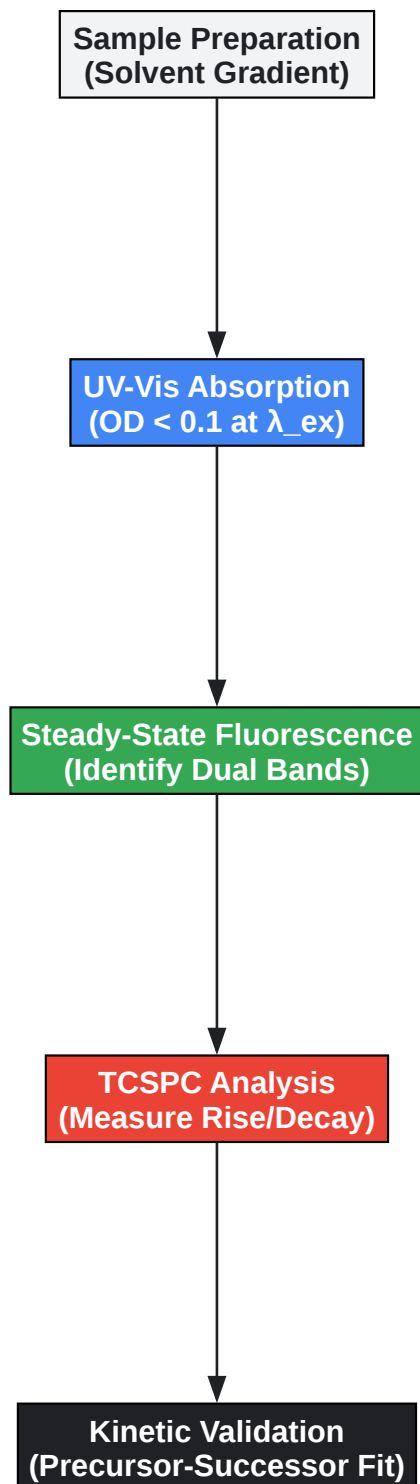 Sample Preparation
(Solvent Gradient)
UV-Vis Absorption
(OD < 0.1 at λ_ex)
Steady-State Fluorescence
(Identify Dual Bands)
TCSPC Analysis
(Measure Rise/Decay)
Kinetic Validation
(Precursor-Successor Fit)